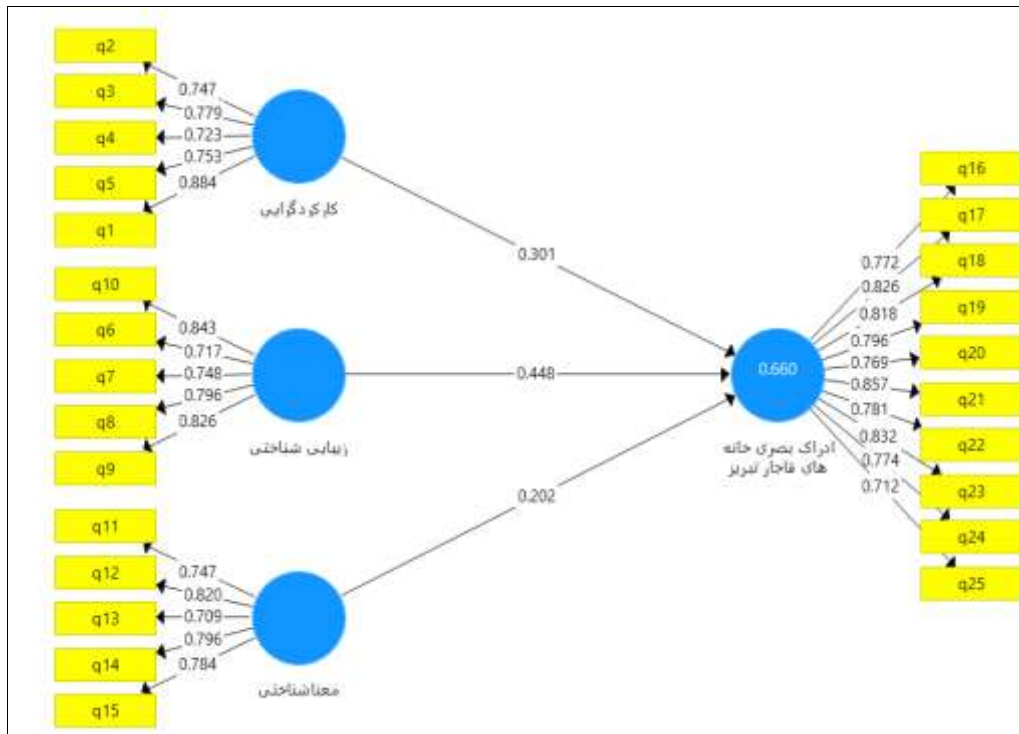 q2
q3
q4
q5
q1
0.747
0.779
0.723
0.753
0.884
کارکردگرایی
q10
q6
q7
q8
q9
0.843
0.717
0.748
0.796
0.826
زیبایی شناختی
q11
q12
q13
q14
q15
0.747
0.820
0.709
0.796
0.784
معناشناختی
0.301
0.448
0.202
0.660
ادراک بصری خانه
های قاجار تبریز
0.772
0.826
0.818
0.796
0.769
0.857
0.781
0.832
0.774
0.712
q16
q17
q18
q19
q20
q21
q22
q23
q24
q25